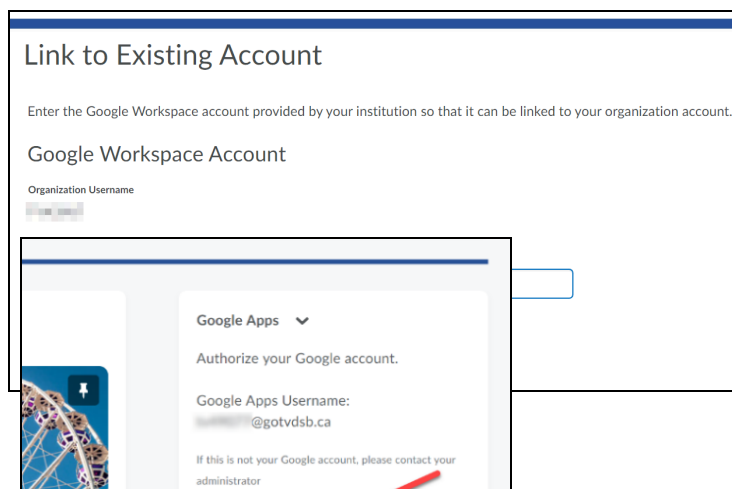 Link to Existing Account
Enter the Google Workspace account provided by your institution so that it can be linked to your organization account.
Google Workspace Account
Organization Username
Google Apps
Authorize your Google account.
Google Apps Username:
@gotvdsb.ca
If this is not your Google account, please contact your
administrator